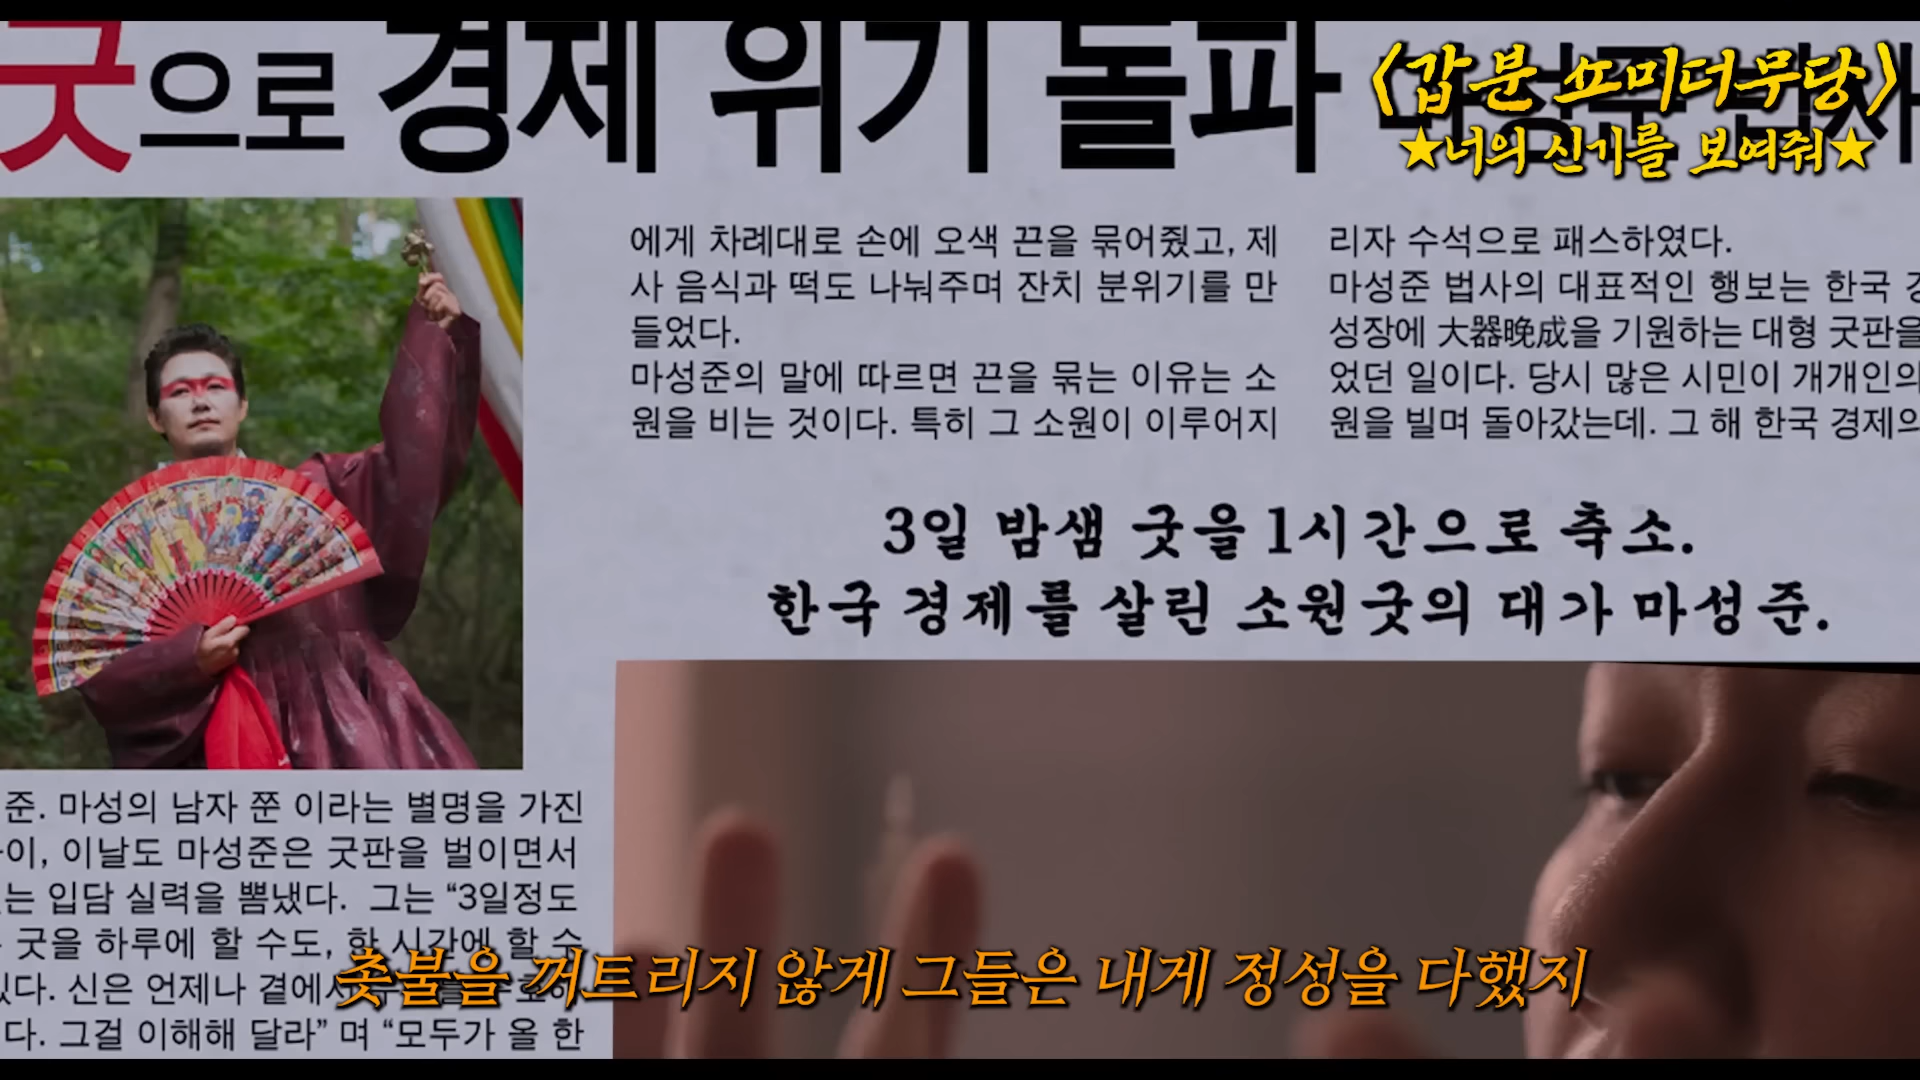 굿으로 경제 위기 돌파
〈갑분 쇼미더무당〉
★너의 신기를 보여줘★
에게 차례대로 손에 오색 끈을 묶어줬고, 제
사 음식과 떡도 나눠주며 잔치 분위기를 만
들었다.
마성준의 말에 따르면 끈을 묶는 이유는 소
원을 비는 것이다. 특히 그 소원이 이루어지
리자 수석으로 패스하였다.
마성준 법사의 대표적인 행보는 한국 경
성장에 大器晩成을 기원하는 대형 굿판을
었던 일이다. 당시 많은 시민이 개개인의
원을 빌며 돌아갔는데. 그 해 한국 경제의
3일 밤샘 굿을 1시간으로 축소.
한국 경제를 살린 소원굿의 대가 마성준.
준. 마성의 남자 쭌 이라는 별명을 가진
이, 이날도 마성준은 굿판을 벌이면서
는 입담 실력을 뽐냈다. 그는 “3일정도
굿을 하루에 할 수도, 한 시간에 할 수
있다. 신은 언제나 곁에서
다. 그걸 이해해 달라” 며 “모두가 올 한
촛불을 꺼트리지 않게 그들은 내게 정성을 다했지